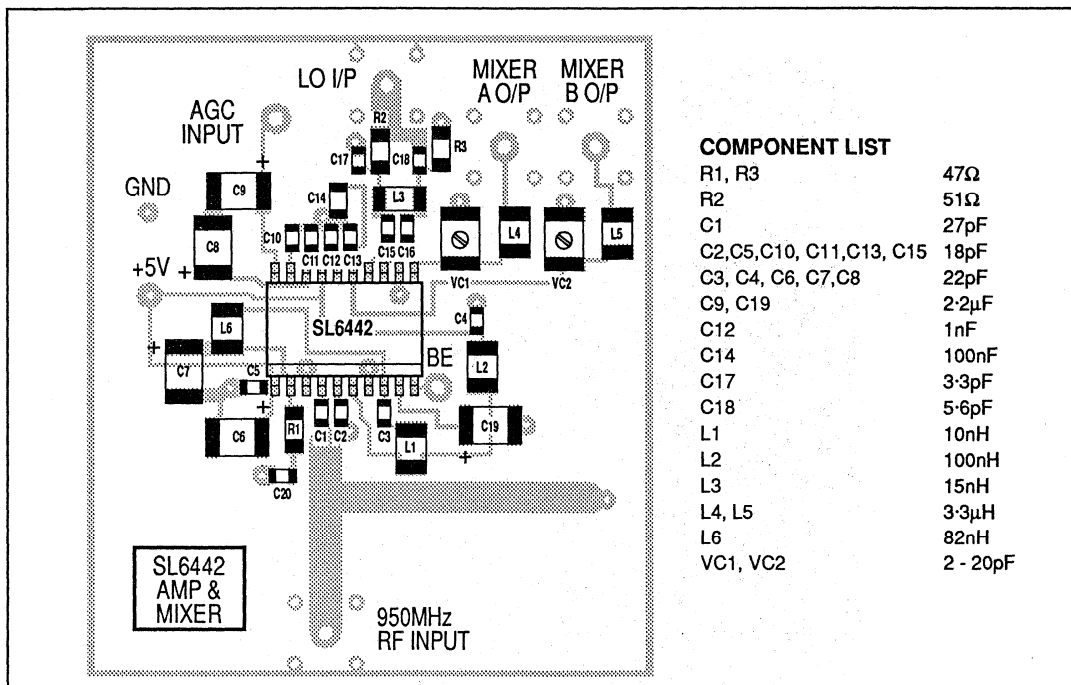 LO I/P
MIXER
A O/P
MIXER
B O/P
AGC
INPUT
GND
+5V
R2
C17
C18
R3
C9
+
C14
L3
C8
+
C10
C11
C12
C13
C15
C16
VC1
L4
VC2
L5
L6
SL6442
C4
BE
L2
+
C7
C5
+
C6
R1
C1
C2
C3
L1
C19
+
C20
SL6442
AMP &
MIXER
950MHz
RF INPUT
COMPONENT LIST
R1, R3 47Ω
R2 51Ω
C1 27pF
C2,C5,C10, C11,C13, C15 18pF
C3, C4, C6, C7,C8 22pF
C9, C19 2·2µF
C12 1nF
C14 100nF
C17 3·3pF
C18 5·6pF
L1 10nH
L2 100nH
L3 15nH
L4, L5 3·3µH
L6 82nH
VC1, VC2 2 - 20pF